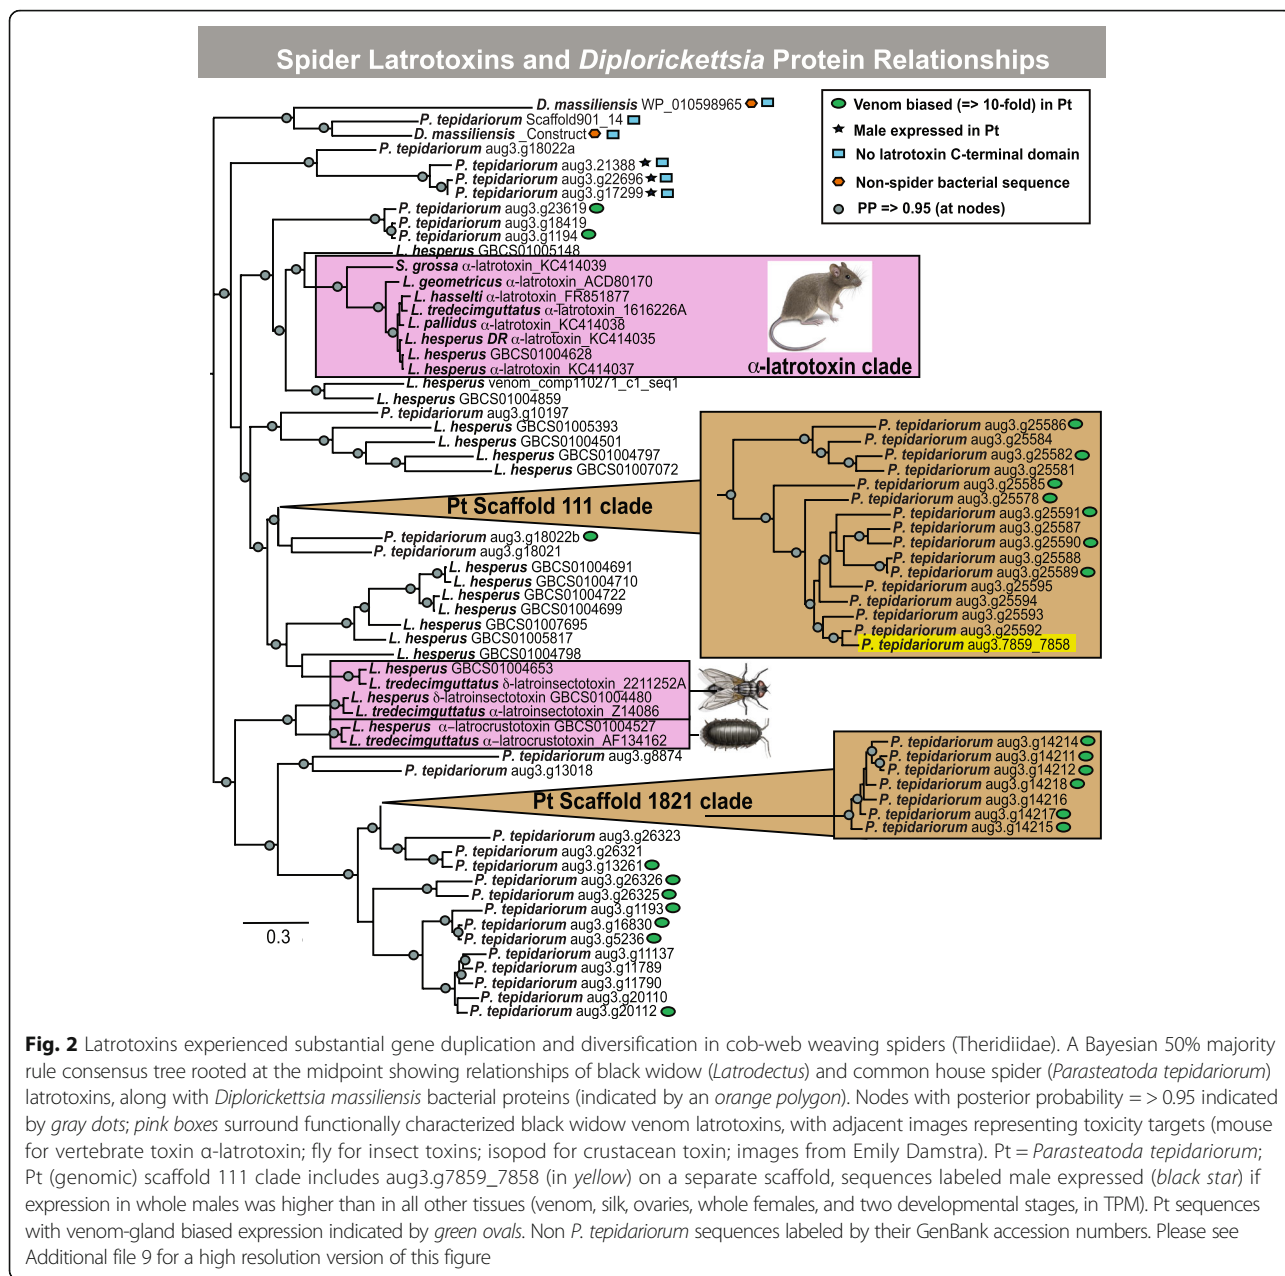 Spider Latrotoxins and Diplorickettsia Protein Relationships
Venom biased (=> 10-fold) in Pt
Male expressed in Pt
No latrotoxin C-terminal domain
Non-spider bacterial sequence
PP => 0.95 (at nodes)
D. massiliensis WP_010598965
P. tepidariorum Scaffold901_14
D. massiliensis _Construct
P. tepidariorum aug3.g18022a
P. tepidariorum aug3.21388
P. tepidariorum aug3.g22696
P. tepidariorum aug3.g17299
P. tepidariorum aug3.g23619
P. tepidariorum aug3.g18419
P. tepidariorum aug3.g1194
L. hesperus GBCS01005148
S. grossa α-latrotoxin_KC414039
L. geometricus α-latrotoxin_ACD80170
L. hasselti α-latrotoxin_FR851877
L. tredecimguttatus α-latrotoxin_1616226A
L. pallidus α-latrotoxin_KC414038
L. hesperus DR α-latrotoxin_KC414035
L. hesperus GBCS01004628
L. hesperus α-latrotoxin_KC414037
α-latrotoxin clade
L. hesperus venom_comp110271_c1_seq1
L. hesperus GBCS01004859
P. tepidariorum aug3.g10197
L. hesperus GBCS01005393
L. hesperus GBCS01004501
L. hesperus GBCS01004797
L. hesperus GBCS01007072
Pt Scaffold 111 clade
P. tepidariorum aug3.g25586
P. tepidariorum aug3.g25584
P. tepidariorum aug3.g25582
P. tepidariorum aug3.g25581
P. tepidariorum aug3.g25585
P. tepidariorum aug3.g25578
P. tepidariorum aug3.g25591
P. tepidariorum aug3.g25587
P. tepidariorum aug3.g25590
P. tepidariorum aug3.g25588
P. tepidariorum aug3.g25589
P. tepidariorum aug3.g25595
P. tepidariorum aug3.g25594
P. tepidariorum aug3.g25593
P. tepidariorum aug3.g25592
P. tepidariorum aug3.7859_7858
P. tepidariorum aug3.g18022b
P. tepidariorum aug3.g18021
L. hesperus GBCS01004691
L. hesperus GBCS01004710
L. hesperus GBCS01004722
L. hesperus GBCS01004699
L. hesperus GBCS01007695
L. hesperus GBCS01005817
L. hesperus GBCS01004798
L. hesperus GBCS01004653
L. tredecimguttatus δ-latroinsectotoxin_2211252A
L. hesperus δ-latroinsectotoxin GBCS01004480
L. tredecimguttatus α-latroinsectotoxin_Z14086
L. hesperus α–latrocrustotoxin GBCS01004527
L. tredecimguttatus α–latrocrustotoxin_AF134162
P. tepidariorum aug3.g8874
P. tepidariorum aug3.g13018
Pt Scaffold 1821 clade
P. tepidariorum aug3.g14214
P. tepidariorum aug3.g14211
P. tepidariorum aug3.g14212
P. tepidariorum aug3.g14218
P. tepidariorum aug3.g14216
P. tepidariorum aug3.g14217
P. tepidariorum aug3.g14215
P. tepidariorum aug3.g26323
P. tepidariorum aug3.g26321
P. tepidariorum aug3.g13261
P. tepidariorum aug3.g26326
P. tepidariorum aug3.g26325
P. tepidariorum aug3.g1193
P. tepidariorum aug3.g16830
P. tepidariorum aug3.g5236
P. tepidariorum aug3.g11137
P. tepidariorum aug3.g11789
P. tepidariorum aug3.g11790
P. tepidariorum aug3.g20110
P. tepidariorum aug3.g20112
0.3
Fig. 2 Latrotoxins experienced substantial gene duplication and diversification in cob-web weaving spiders (Theridiidae). A Bayesian 50% majority
rule consensus tree rooted at the midpoint showing relationships of black widow (Latrodectus) and common house spider (Parasteatoda tepidariorum)
latrotoxins, along with Diplorickettsia massiliensis bacterial proteins (indicated by an orange polygon). Nodes with posterior probability = > 0.95 indicated
by gray dots; pink boxes surround functionally characterized black widow venom latrotoxins, with adjacent images representing toxicity targets (mouse
for vertebrate toxin α-latrotoxin; fly for insect toxins; isopod for crustacean toxin; images from Emily Damstra). Pt = Parasteatoda tepidariorum;
Pt (genomic) scaffold 111 clade includes aug3.g7859_7858 (in yellow) on a separate scaffold, sequences labeled male expressed (black star) if
expression in whole males was higher than in all other tissues (venom, silk, ovaries, whole females, and two developmental stages, in TPM). Pt sequences
with venom-gland biased expression indicated by green ovals. Non P. tepidariorum sequences labeled by their GenBank accession numbers. Please see
Additional file 9 for a high resolution version of this figure